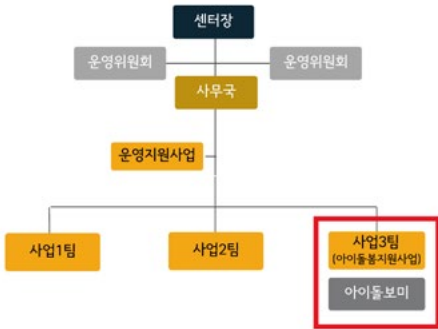 센터장
운영위원회
운영위원회
사무국
운영지원사업
사업1팀
사업2팀
사업3팀
(아이돌봄지원사업)
아이돌보미